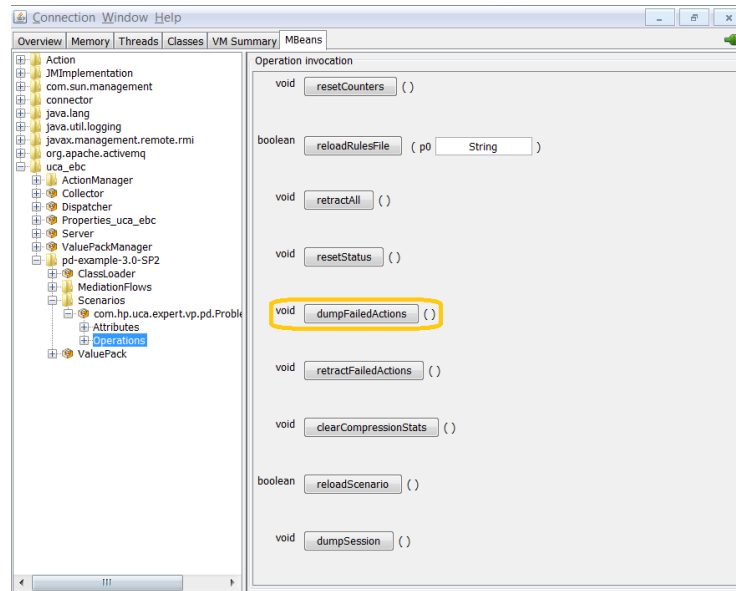 Connection Window Help
Overview Memory Threads Classes VM Summary MBeans
Action
JMImplementation
com.sun.management
connector
java.lang
java.util.logging
javax.management.remote.rmi
org.apache.activemq
uca_ebc
ActionManager
Collector
Dispatcher
Properties_uca_ebc
Server
ValuePackManager
pd-example-3.0-SP2
ClassLoader
MediationFlows
Scenarios
com.hp.uca.expert.vp.pd.Proble
Attributes
Operations
ValuePack
Operation invocation
void resetCounters ( )
boolean reloadRulesFile ( p0 String )
void retractAll ( )
void resetStatus ( )
void dumpFailedActions ( )
void retractFailedActions ( )
void clearCompressionStats ( )
boolean reloadScenario ( )
void dumpSession ( )